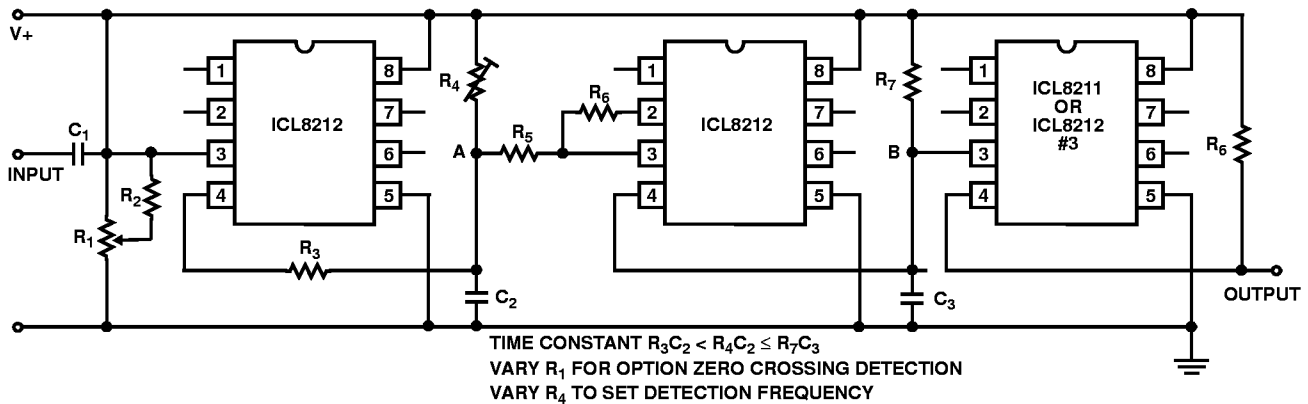 V+
INPUT
C1
R1
R2
1
2
3
4
ICL8212
8
7
6
5
R3
R4
A
C2
R5
R6
1
2
3
4
ICL8212
8
7
6
5
R7
B
C3
1
2
3
4
ICL8211
OR
ICL8212
#3
8
7
6
5
R6
OUTPUT
TIME CONSTANT R3C2 < R4C2 ≤ R7C3
VARY R1 FOR OPTION ZERO CROSSING DETECTION
VARY R4 TO SET DETECTION FREQUENCY